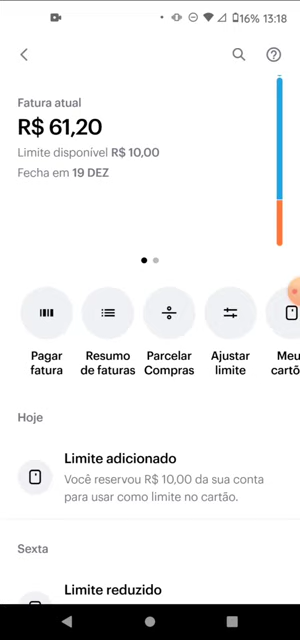 16% 13:18
Fatura atual
R$ 61,20
Limite disponível R$ 10,00
Fecha em 19 DEZ
Pagar fatura
Resumo de faturas
Parcelar Compras
Ajustar limite
Meu cartõ
Hoje
Limite adicionado
Você reservou R$ 10,00 da sua conta
para usar como limite no cartão.
Sexta
Limite reduzido